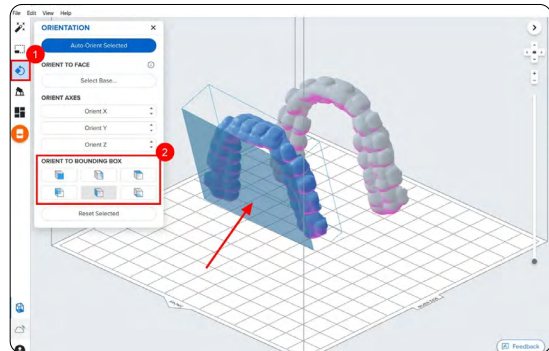 File Edit View Help
ORIENTATION ×
Auto-Orient Selected
1
ORIENT TO FACE
Select Base...
ORIENT AXES
Orient X
Orient Y
Orient Z
2
ORIENT TO BOUNDING BOX
Reset Selected
Feedback